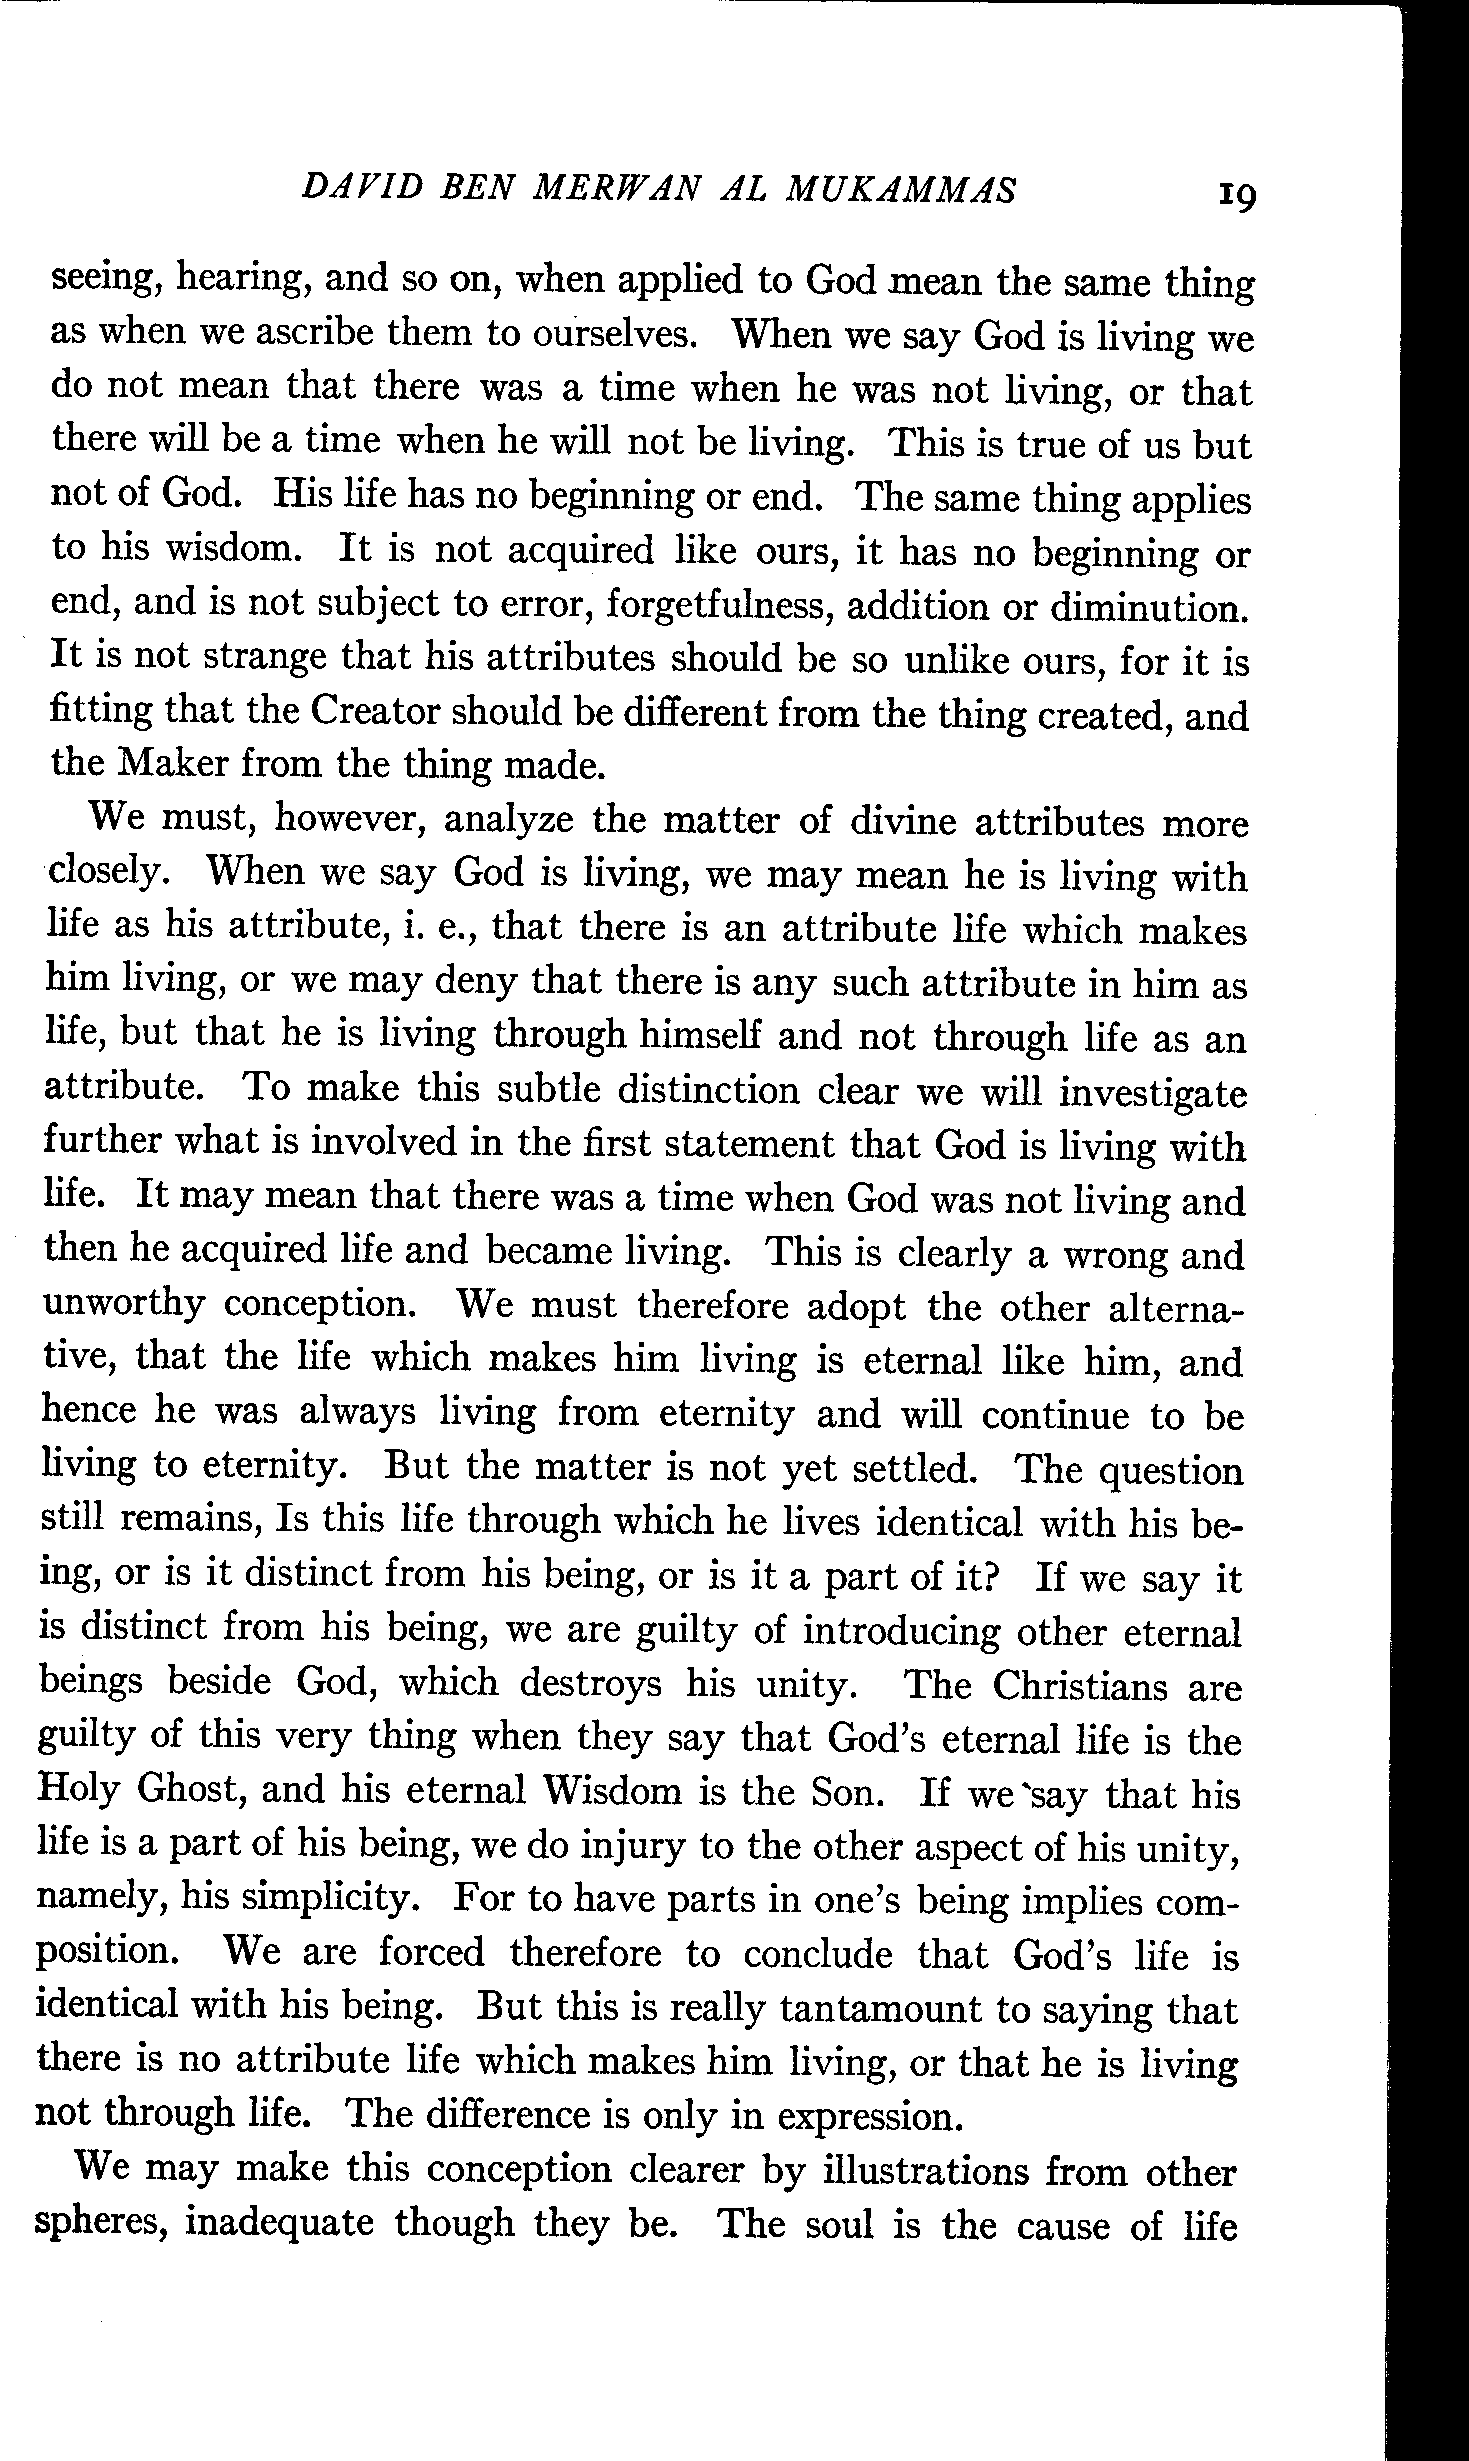 DAVID BEN MERWAN AL MUKAMMAS 19
seeing, hearing, and so on, when applied to God mean the same thing
as when we ascribe them to ourselves. When we say God is living we
do not mean that there was a time when he was not living, or that
there will be a time when he will not be living. This is true of us but
not of God. His life has no beginning or end. The same thing applies
to his wisdom. It is not acquired like ours, it has no beginning or
end, and is not subject to error, forgetfulness, addition or diminution.
It is not strange that his attributes should be so unlike ours, for it is
fitting that the Creator should be different from the thing created, and
the Maker from the thing made.
We must, however, analyze the matter of divine attributes more
closely. When we say God is living, we may mean he is living with
life as his attribute, i. e., that there is an attribute life which makes
him living, or we may deny that there is any such attribute in him as
life, but that he is living through himself and not through life as an
attribute. To make this subtle distinction clear we will investigate
further what is involved in the first statement that God is living with
life. It may mean that there was a time when God was not living and
then he acquired life and became living. This is clearly a wrong and
unworthy conception. We must therefore adopt the other alterna-
tive, that the life which makes him living is eternal like him, and
hence he was always living from eternity and will continue to be
living to eternity. But the matter is not yet settled. The question
still remains, Is this life through which he lives identical with his be-
ing, or is it distinct from his being, or is it a part of it? If we say it
is distinct from his being, we are guilty of introducing other eternal
beings beside God, which destroys his unity. The Christians are
guilty of this very thing when they say that God's eternal life is the
Holy Ghost, and his eternal Wisdom is the Son. If we say that his
life is a part of his being, we do injury to the other aspect of his unity,
namely, his simplicity. For to have parts in one's being implies com-
position. We are forced therefore to conclude that God's life is
identical with his being. But this is really tantamount to saying that
there is no attribute life which makes him living, or that he is living
not through life. The difference is only in expression.
We may make this conception clearer by illustrations from other
spheres, inadequate though they be. The soul is the cause of life